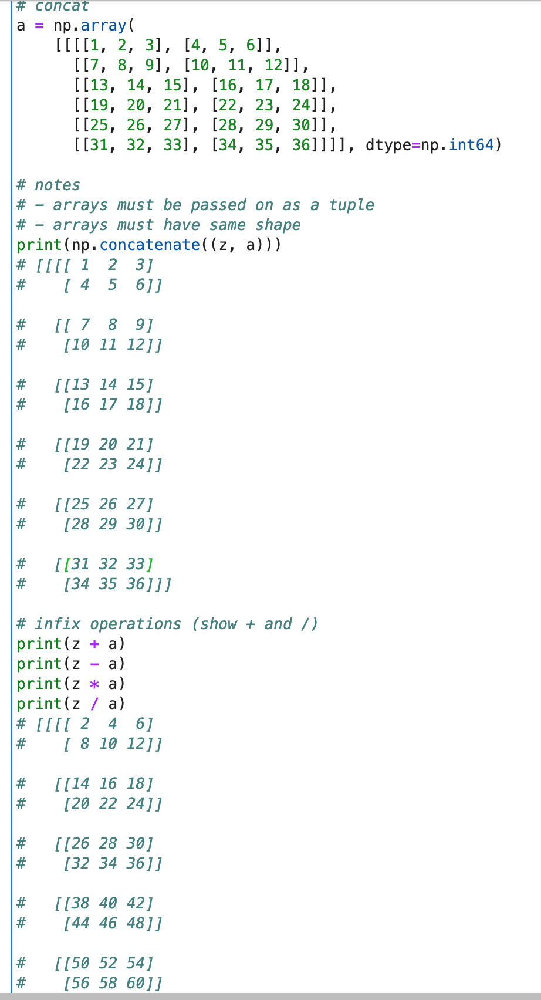 # concat
a = np.array(
    [[[[1, 2, 3], [4, 5, 6]],
      [[7, 8, 9], [10, 11, 12]],
      [[13, 14, 15], [16, 17, 18]],
      [[19, 20, 21], [22, 23, 24]],
      [[25, 26, 27], [28, 29, 30]],
      [[31, 32, 33], [34, 35, 36]]]], dtype=np.int64)

# notes
# – arrays must be passed on as a tuple
# – arrays must have same shape
print(np.concatenate((z, a)))
# [[[[ 1  2  3]
#    [ 4  5  6]]

#   [[ 7  8  9]
#    [10 11 12]]

#   [[13 14 15]
#    [16 17 18]]

#   [[19 20 21]
#    [22 23 24]]

#   [[25 26 27]
#    [28 29 30]]

#   [[31 32 33]
#    [34 35 36]]]

# infix operations (show + and /)
print(z + a)
print(z - a)
print(z * a)
print(z / a)
# [[[[ 2  4  6]
#    [ 8 10 12]]

#   [[14 16 18]
#    [20 22 24]]

#   [[26 28 30]
#    [32 34 36]]

#   [[38 40 42]
#    [44 46 48]]

#   [[50 52 54]
#    [56 58 60]]